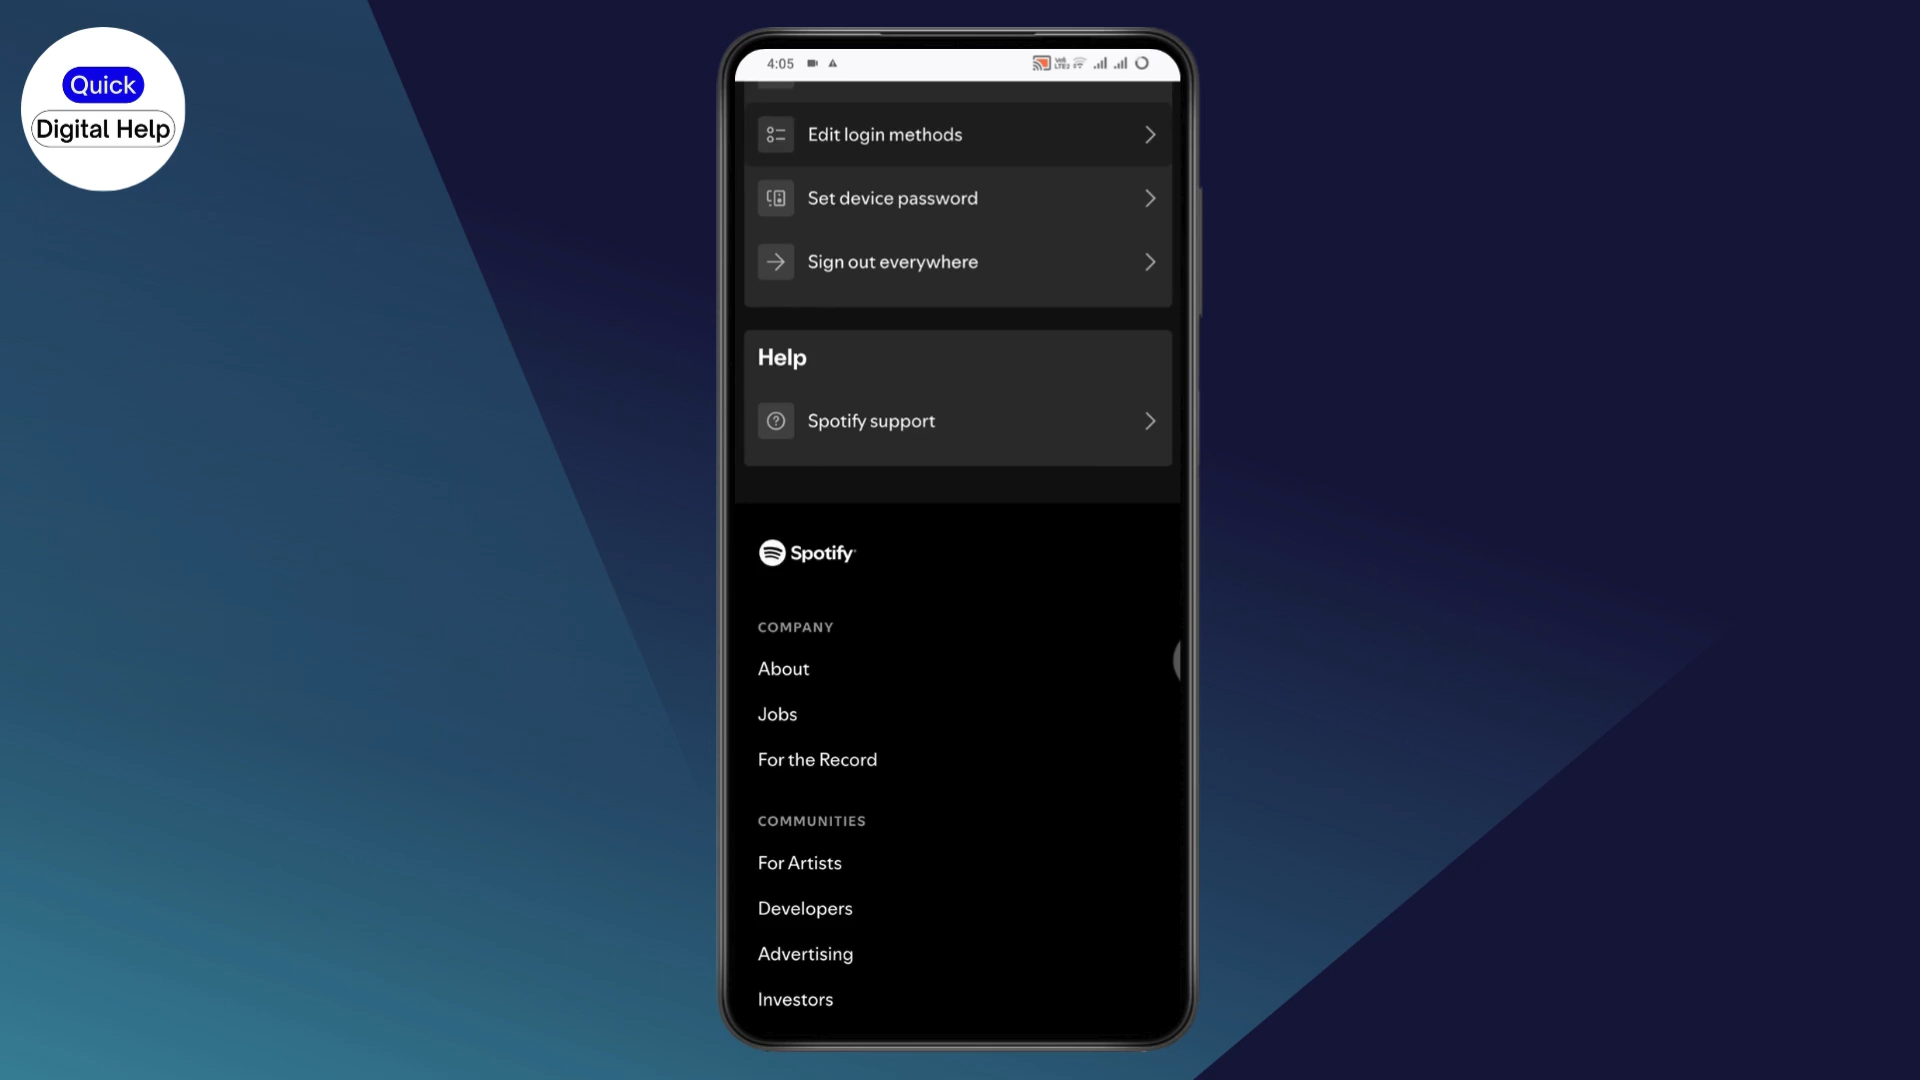 Quick
Digital Help
4:05
Edit login methods
Set device password
Sign out everywhere
Help
Spotify support
Spotify
COMPANY
About
Jobs
For the Record
COMMUNITIES
For Artists
Developers
Advertising
Investors